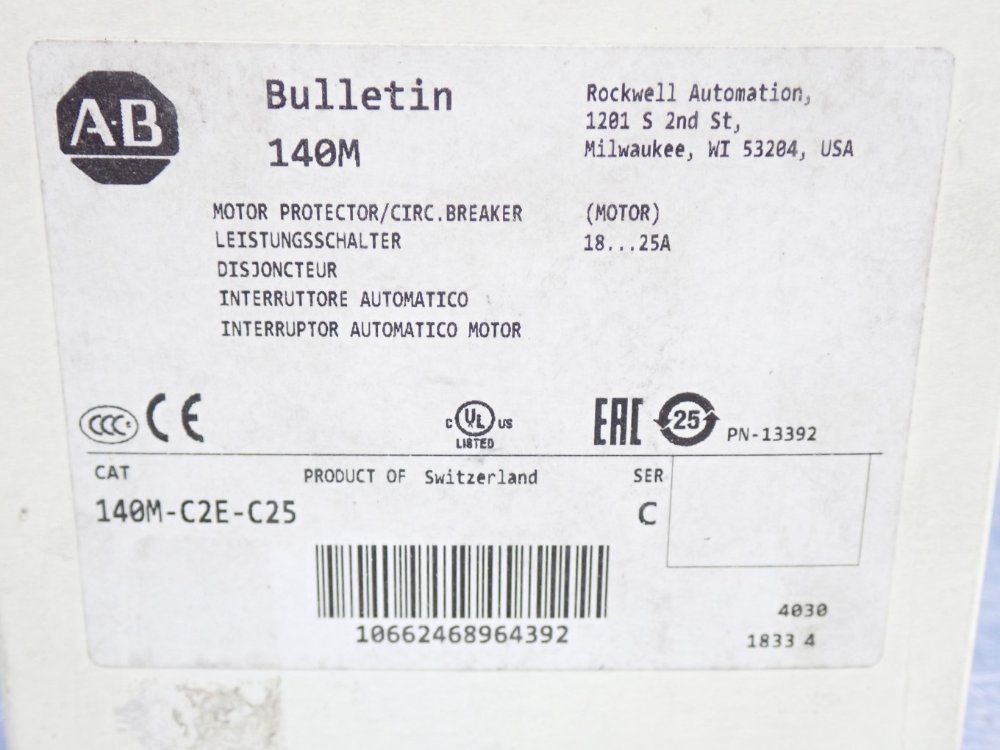 A-B
Bulletin
140M
Rockwell Automation,
1201 S 2nd St,
Milwaukee, WI 53204, USA
MOTOR PROTECTOR/CIRC.BREAKER (MOTOR)
LEISTUNGSSCHALTER 18...25A
DISJONCTEUR
INTERRUTTORE AUTOMATICO
INTERRUPTOR AUTOMATICO MOTOR
CCC CE C UL US LISTED EAC 25 PN-13392
CAT PRODUCT OF Switzerland SER
140M-C2E-C25 C
10662468964392
4030
1833 4